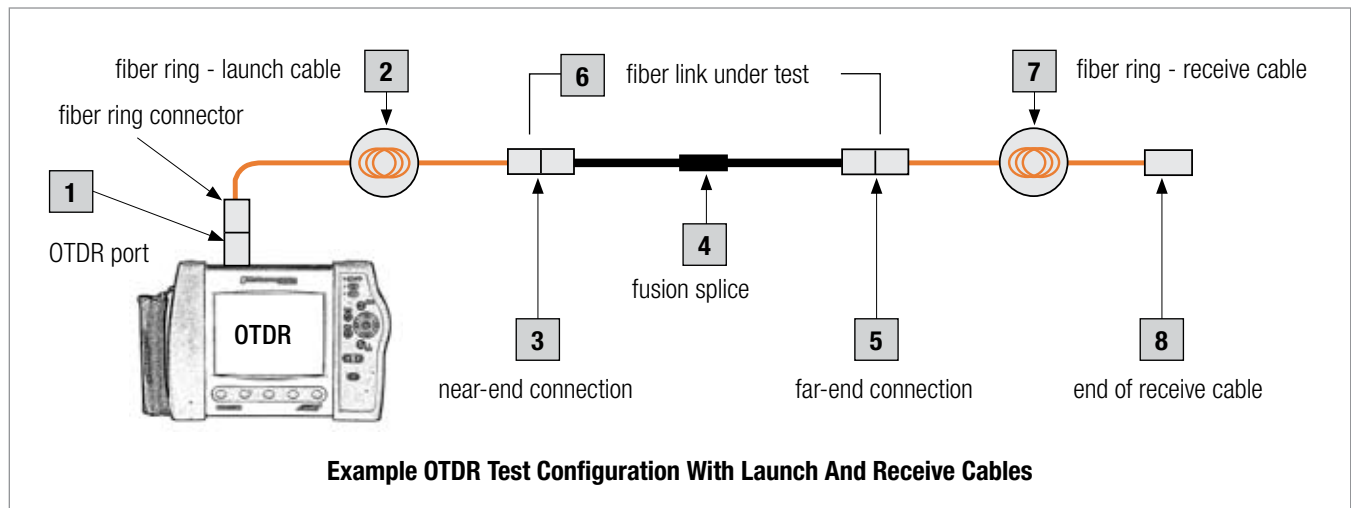 fiber ring - launch cable
2
6
fiber link under test
7
fiber ring - receive cable
fiber ring connector
1
OTDR port
OTDR
4
fusion splice
3
near-end connection
5
far-end connection
8
end of receive cable
Example OTDR Test Configuration With Launch And Receive Cables